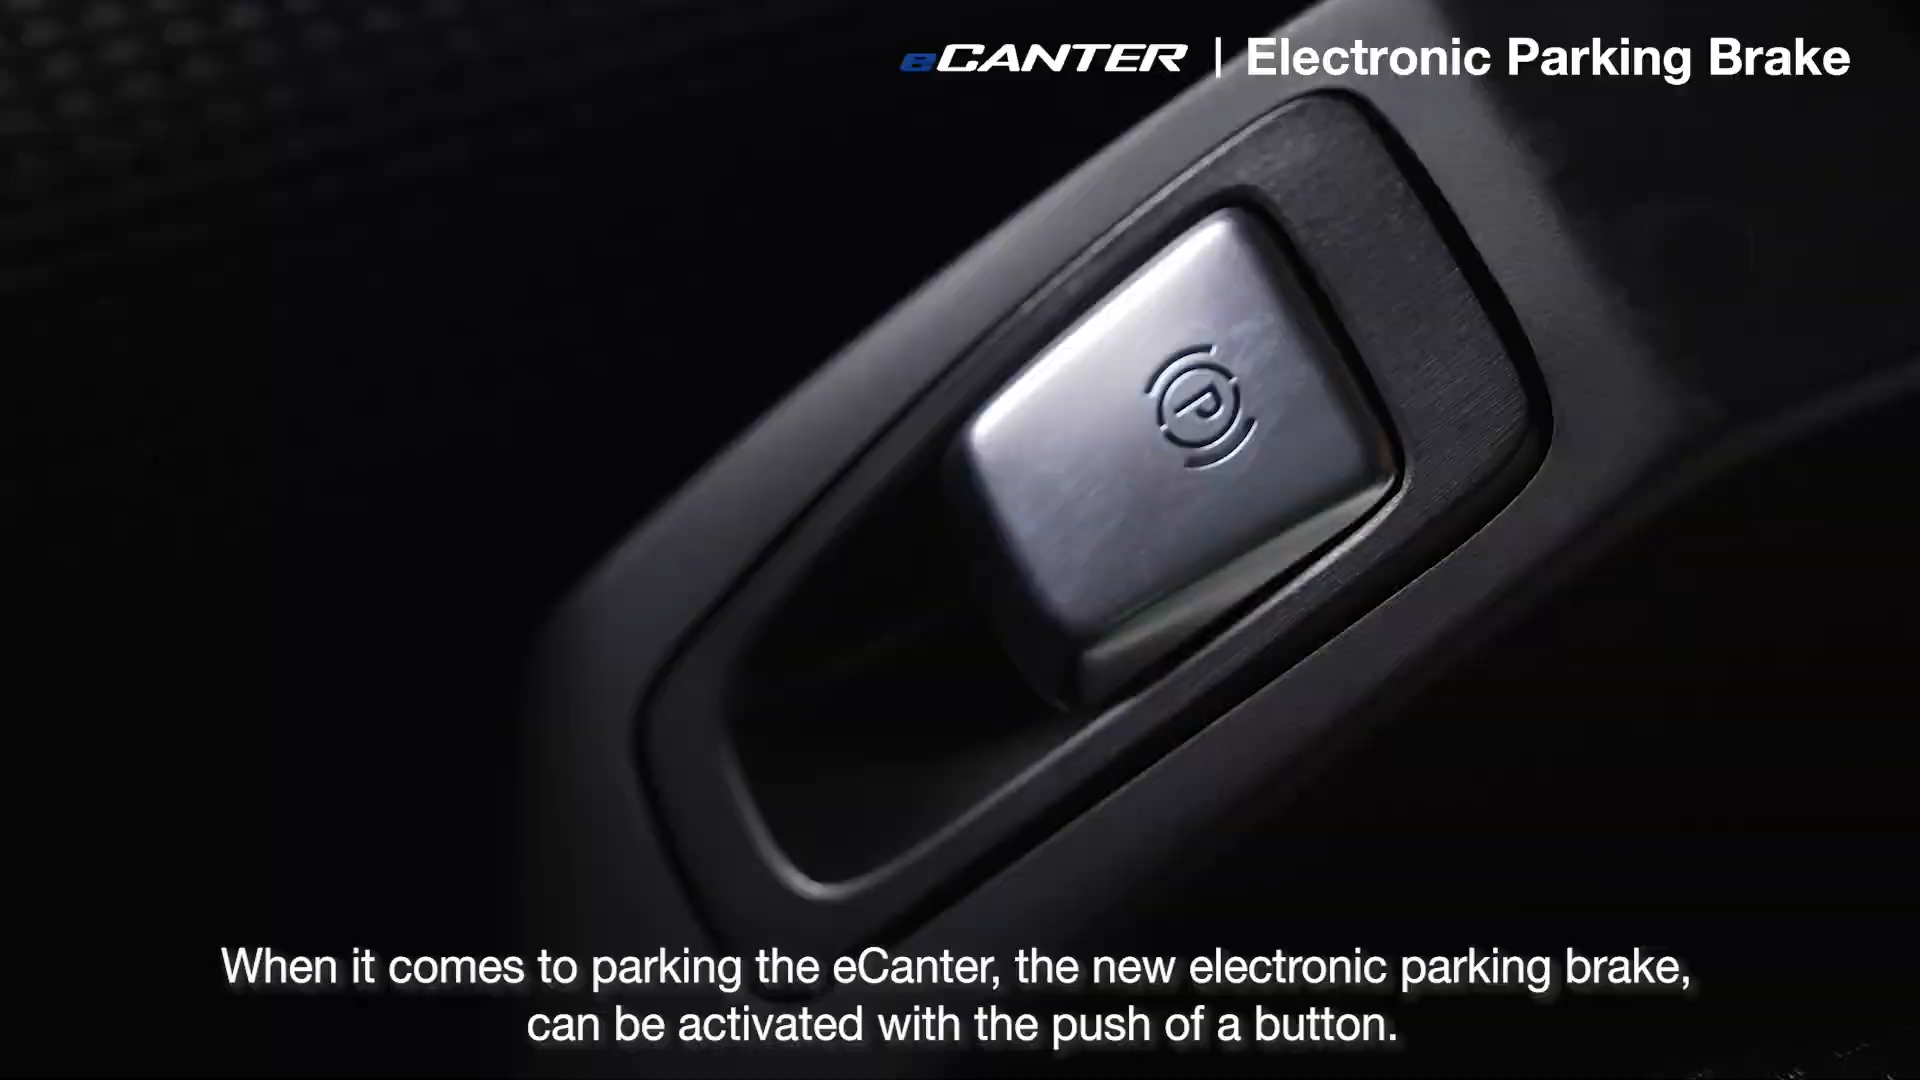 eCANTER | Electronic Parking Brake
P
When it comes to parking the eCanter, the new electronic parking brake,
can be activated with the push of a button.